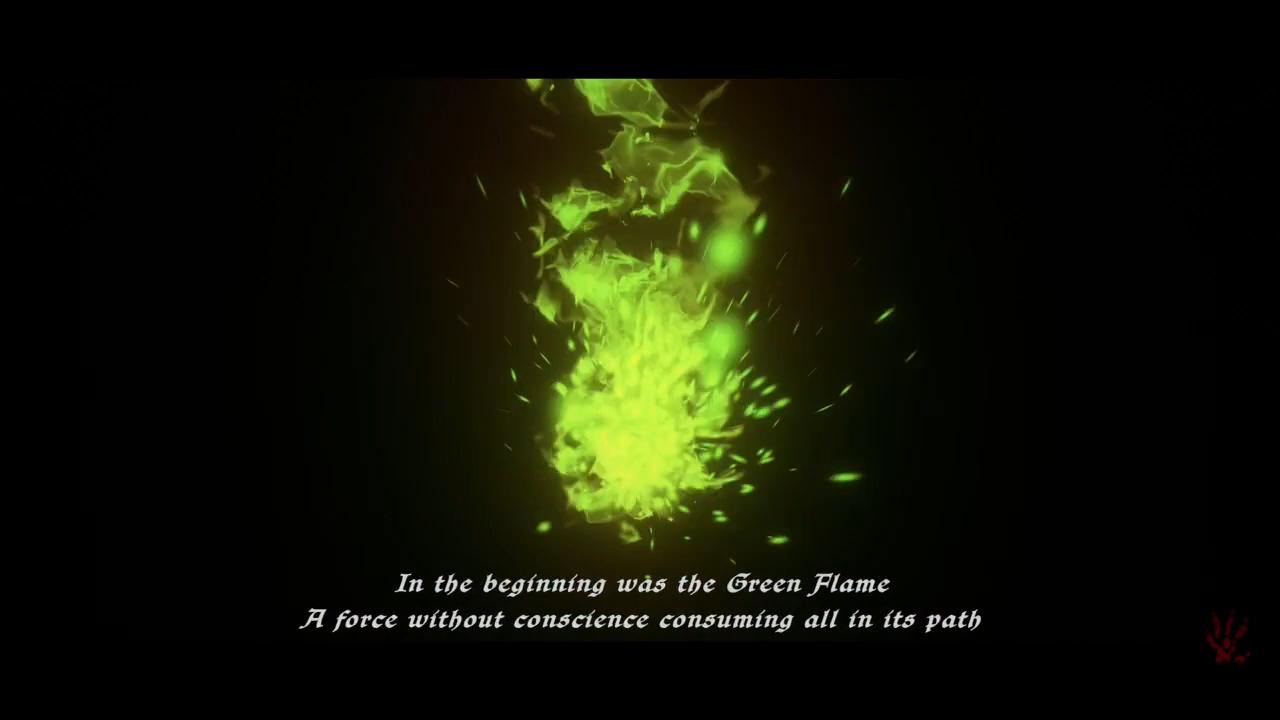 In the beginning was the Green Flame
A force without conscience consuming all in its path